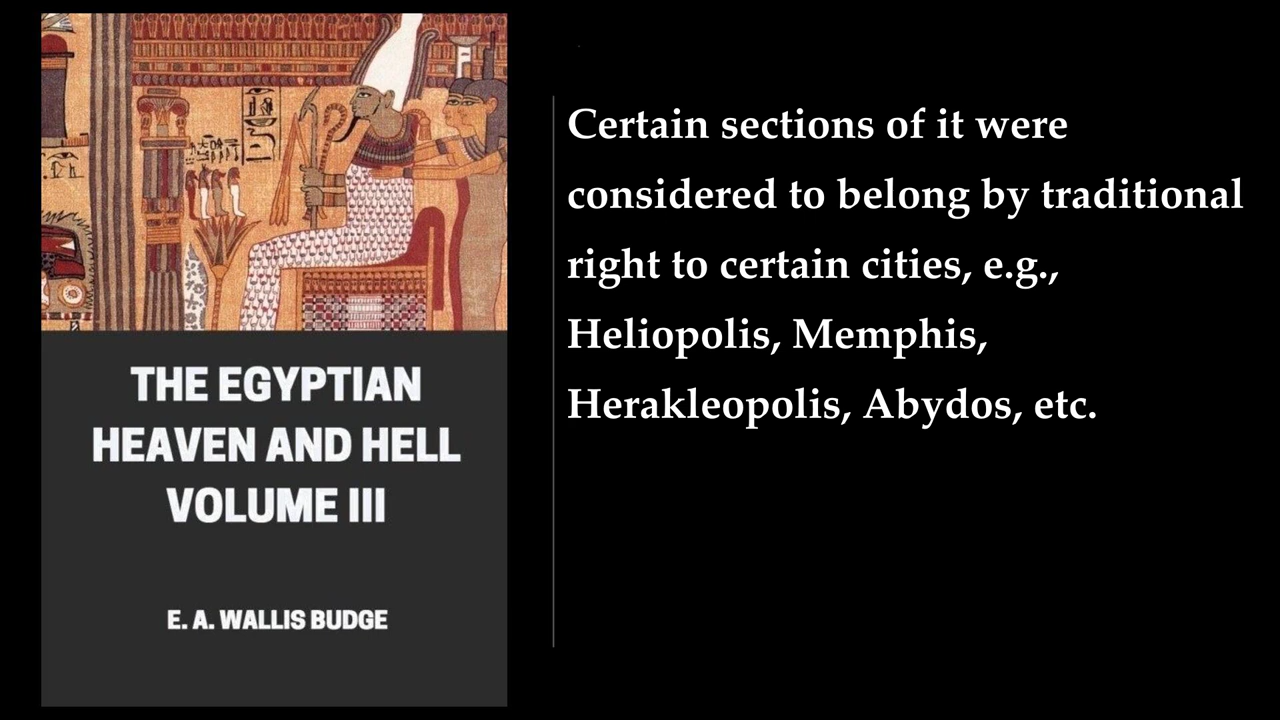 THE EGYPTIAN
HEAVEN AND HELL
VOLUME III
E. A. WALLIS BUDGE
Certain sections of it were
considered to belong by traditional
right to certain cities, e.g.,
Heliopolis, Memphis,
Herakleopolis, Abydos, etc.